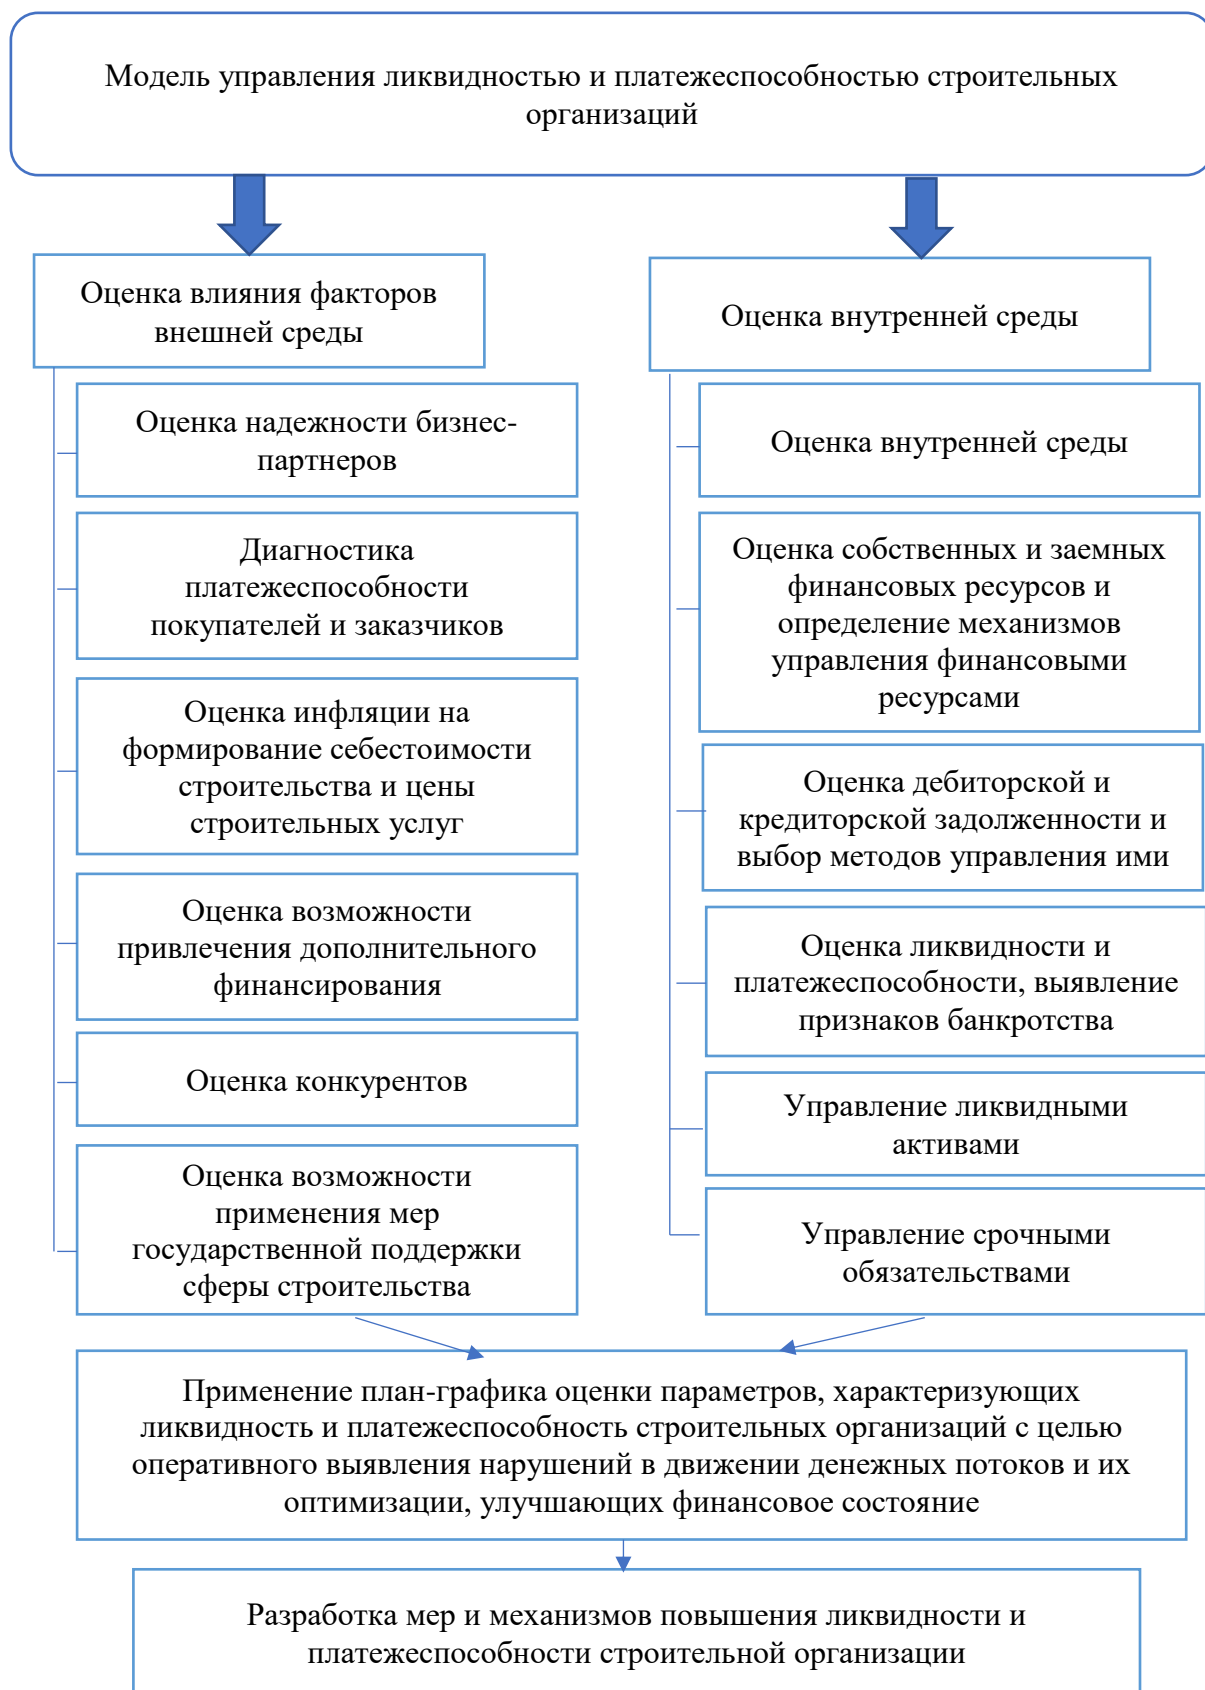 Модель управления ликвидностью и платежеспособностью строительных
организаций
Оценка влияния факторов
внешней среды
Оценка надежности бизнес-
партнеров
Диагностика
платежеспособности
покупателей и заказчиков
Оценка инфляции на
формирование себестоимости
строительства и цены
строительных услуг
Оценка возможности
привлечения дополнительного
финансирования
Оценка конкурентов
Оценка возможности
применения мер
государственной поддержки
сферы строительства
Оценка внутренней среды
Оценка внутренней среды
Оценка собственных и заемных
финансовых ресурсов и
определение механизмов
управления финансовыми
ресурсами
Оценка дебиторской и
кредиторской задолженности и
выбор методов управления ими
Оценка ликвидности и
платежеспособности, выявление
признаков банкротства
Управление ликвидными
активами
Управление срочными
обязательствами
Применение план-графика оценки параметров, характеризующих
ликвидность и платежеспособность строительных организаций с целью
оперативного выявления нарушений в движении денежных потоков и их
оптимизации, улучшающих финансовое состояние
Разработка мер и механизмов повышения ликвидности и
платежеспособности строительной организации